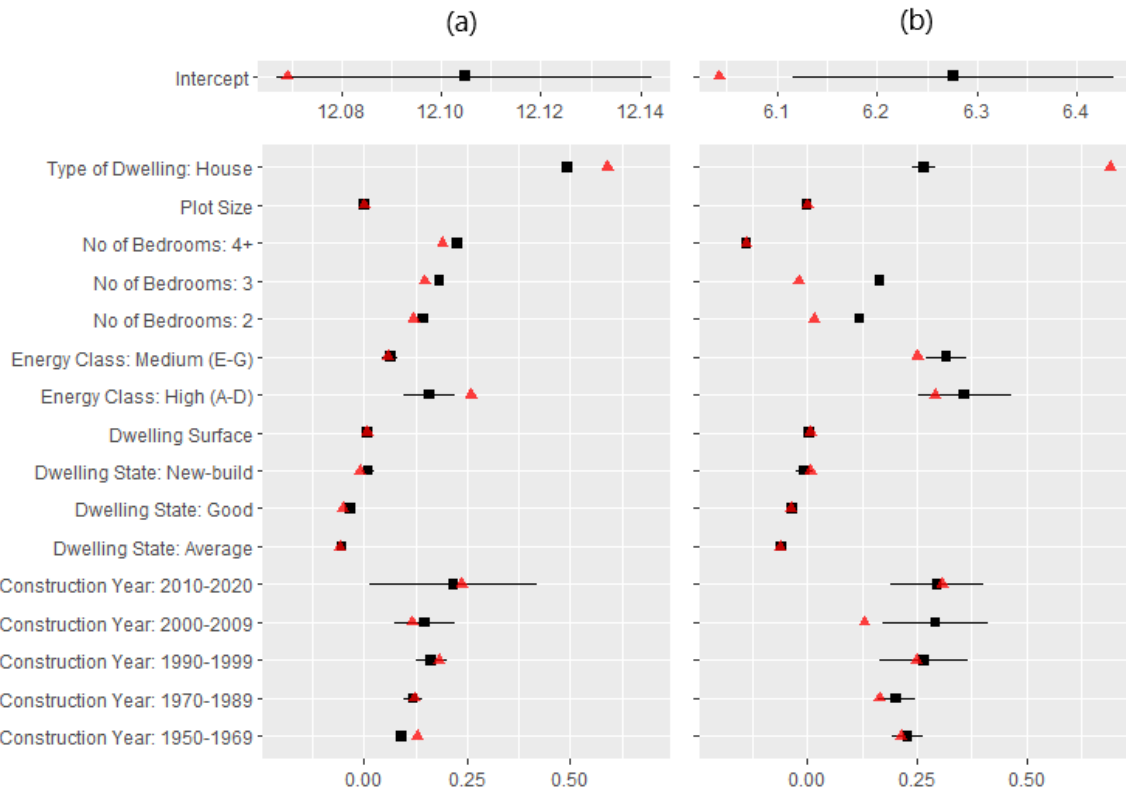 (a) (b)
Intercept
12.08 12.10 12.12 12.14 6.1 6.2 6.3 6.4
Type of Dwelling: House
Plot Size
No of Bedrooms: 4+
No of Bedrooms: 3
No of Bedrooms: 2
Energy Class: Medium (E-G)
Energy Class: High (A-D)
Dwelling Surface
Dwelling State: New-build
Dwelling State: Good
Dwelling State: Average
Construction Year: 2010-2020
Construction Year: 2000-2009
Construction Year: 1990-1999
Construction Year: 1970-1989
Construction Year: 1950-1969
0.00 0.25 0.50 0.00 0.25 0.50